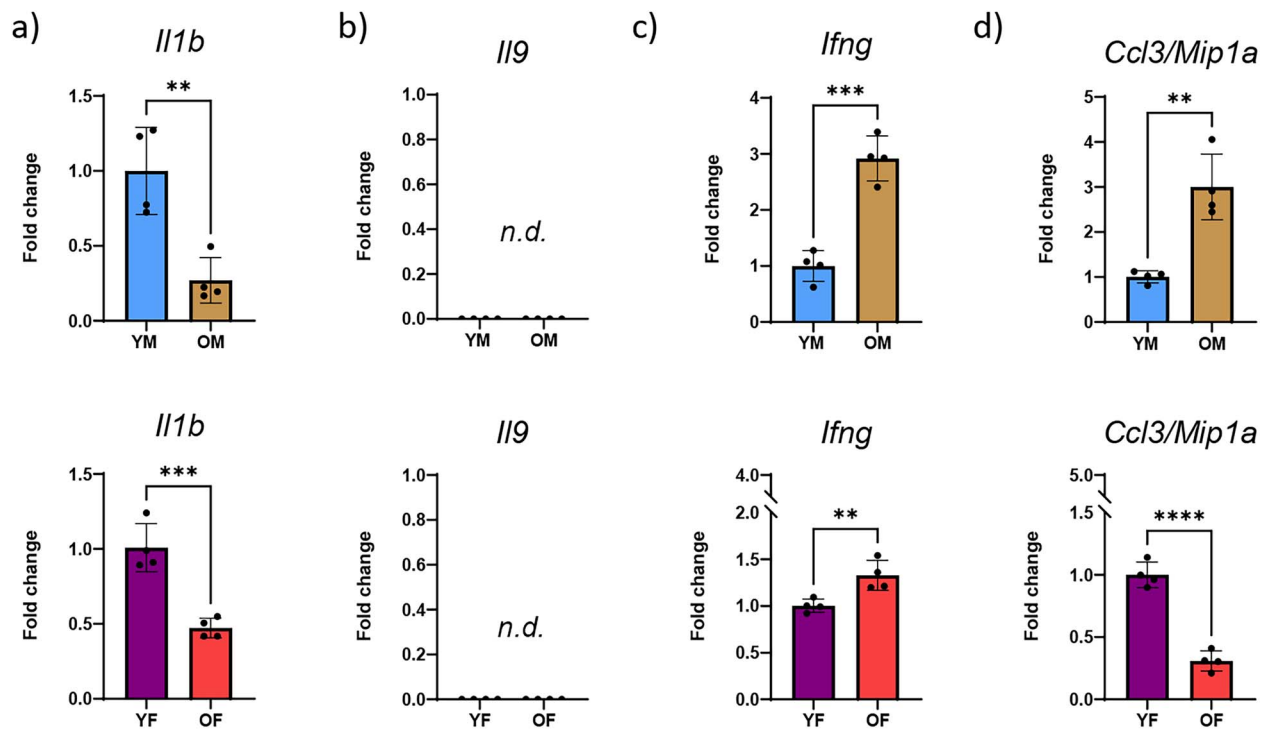 a)
Il1b
**
Fold change
1.5
1.0
0.5
0.0
YM OM
b)
Il9
Fold change
1.0
0.8
0.6
0.4
0.2
0.0
n.d.
YM OM
c)
Ifng
***
Fold change
4
3
2
1
0
YM OM
d)
Ccl3/Mip1a
**
Fold change
5
4
3
2
1
0
YM OM
Il1b
***
Fold change
1.5
1.0
0.5
0.0
YF OF
Il9
Fold change
1.0
0.8
0.6
0.4
0.2
0.0
n.d.
YF OF
Ifng
**
Fold change
4.0
2.0
1.5
1.0
0.5
0.0
YF OF
Ccl3/Mip1a
****
Fold change
5.0
1.5
1.0
0.5
0.0
YF OF